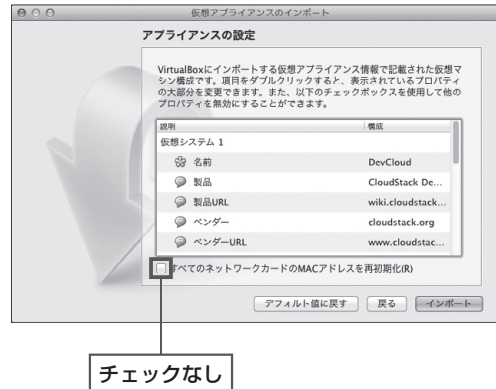 仮想アプライアンスのインポート
アプライアンスの設定
VirtualBoxにインポートする仮想アプライアンス情報で記載された仮想マ
シン構成です。項目をダブルクリックすると、表示されているプロパティ
の大部分を変更できます。また、以下のチェックボックスを使用して他の
プロパティを無効にすることができます。
説明 構成
仮想システム 1
名前 DevCloud
製品 CloudStack De...
製品URL wiki.cloudstack...
ベンダー cloudstack.org
ベンダーURL www.cloudstac...
すべてのネットワークカードのMACアドレスを再初期化(R)
デフォルト値に戻す 戻る インポート
チェックなし